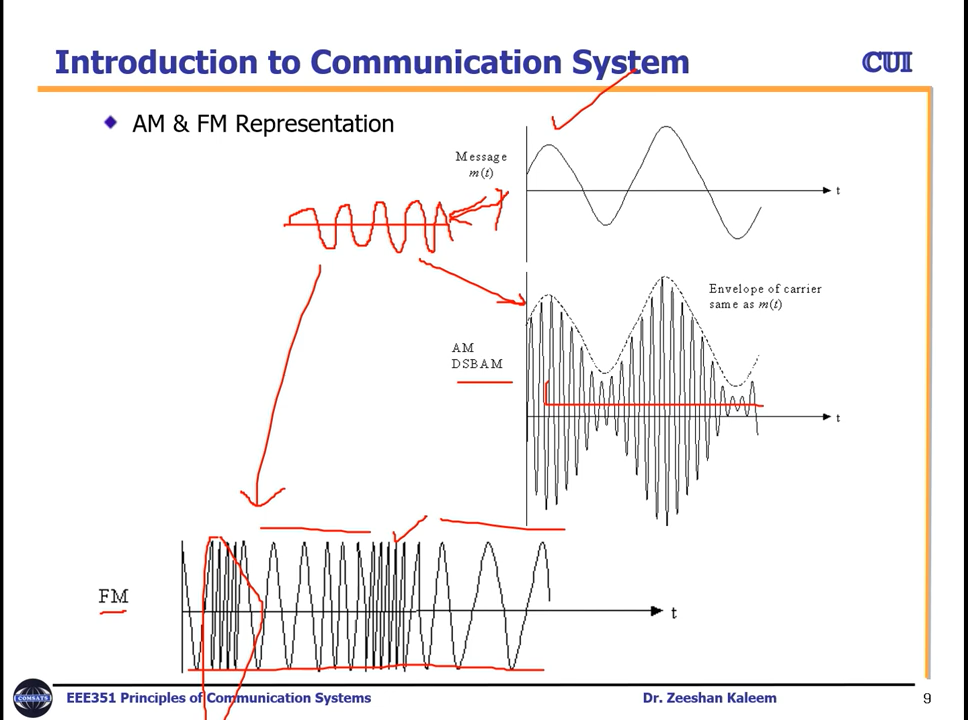 Introduction to Communication System
CUI
AM & FM Representation
Message
m(t)
t
Envelope of carrier
same as m(t)
AM
DSBAM
t
FM
t
COMSATS
EEE351 Principles of Communication Systems
Dr. Zeeshan Kaleem
9